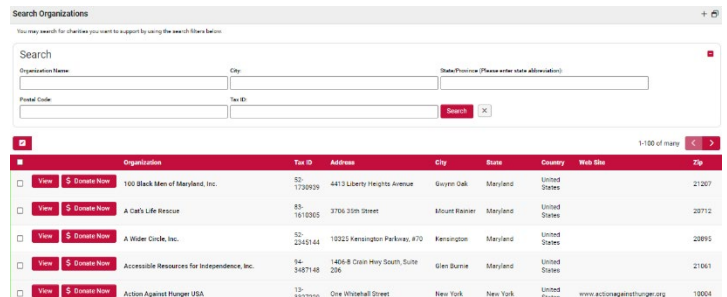 Search Organizations
You may search for charities you want to support by using the search filters below.
Search
Organization Name: City: State/Province (Please enter state abbreviation):
Postal Code: Tax ID:
Search X
1-100 of many < >
Organization Tax ID Address City State Country Web Site Zip
View $ Donate Now 100 Black Men of Maryland, Inc. 52-1730939 4413 Liberty Heights Avenue Gwynn Oak Maryland United States 21207
View $ Donate Now A Cat's Life Rescue 83-1610305 3706 35th Street Mount Rainier Maryland United States 20712
View $ Donate Now A Wider Circle, Inc. 52-2345144 10325 Kensington Parkway, #70 Kensington Maryland United States 20895
View $ Donate Now Accessible Resources for Independence, Inc. 94-3487148 1406-B Crain Hwy South, Suite 206 Glen Burnie Maryland United States 21061
View $ Donate Now Action Against Hunger USA 13- One Whitehall Street New York New York United States www.actionagainsthunger.org 10004